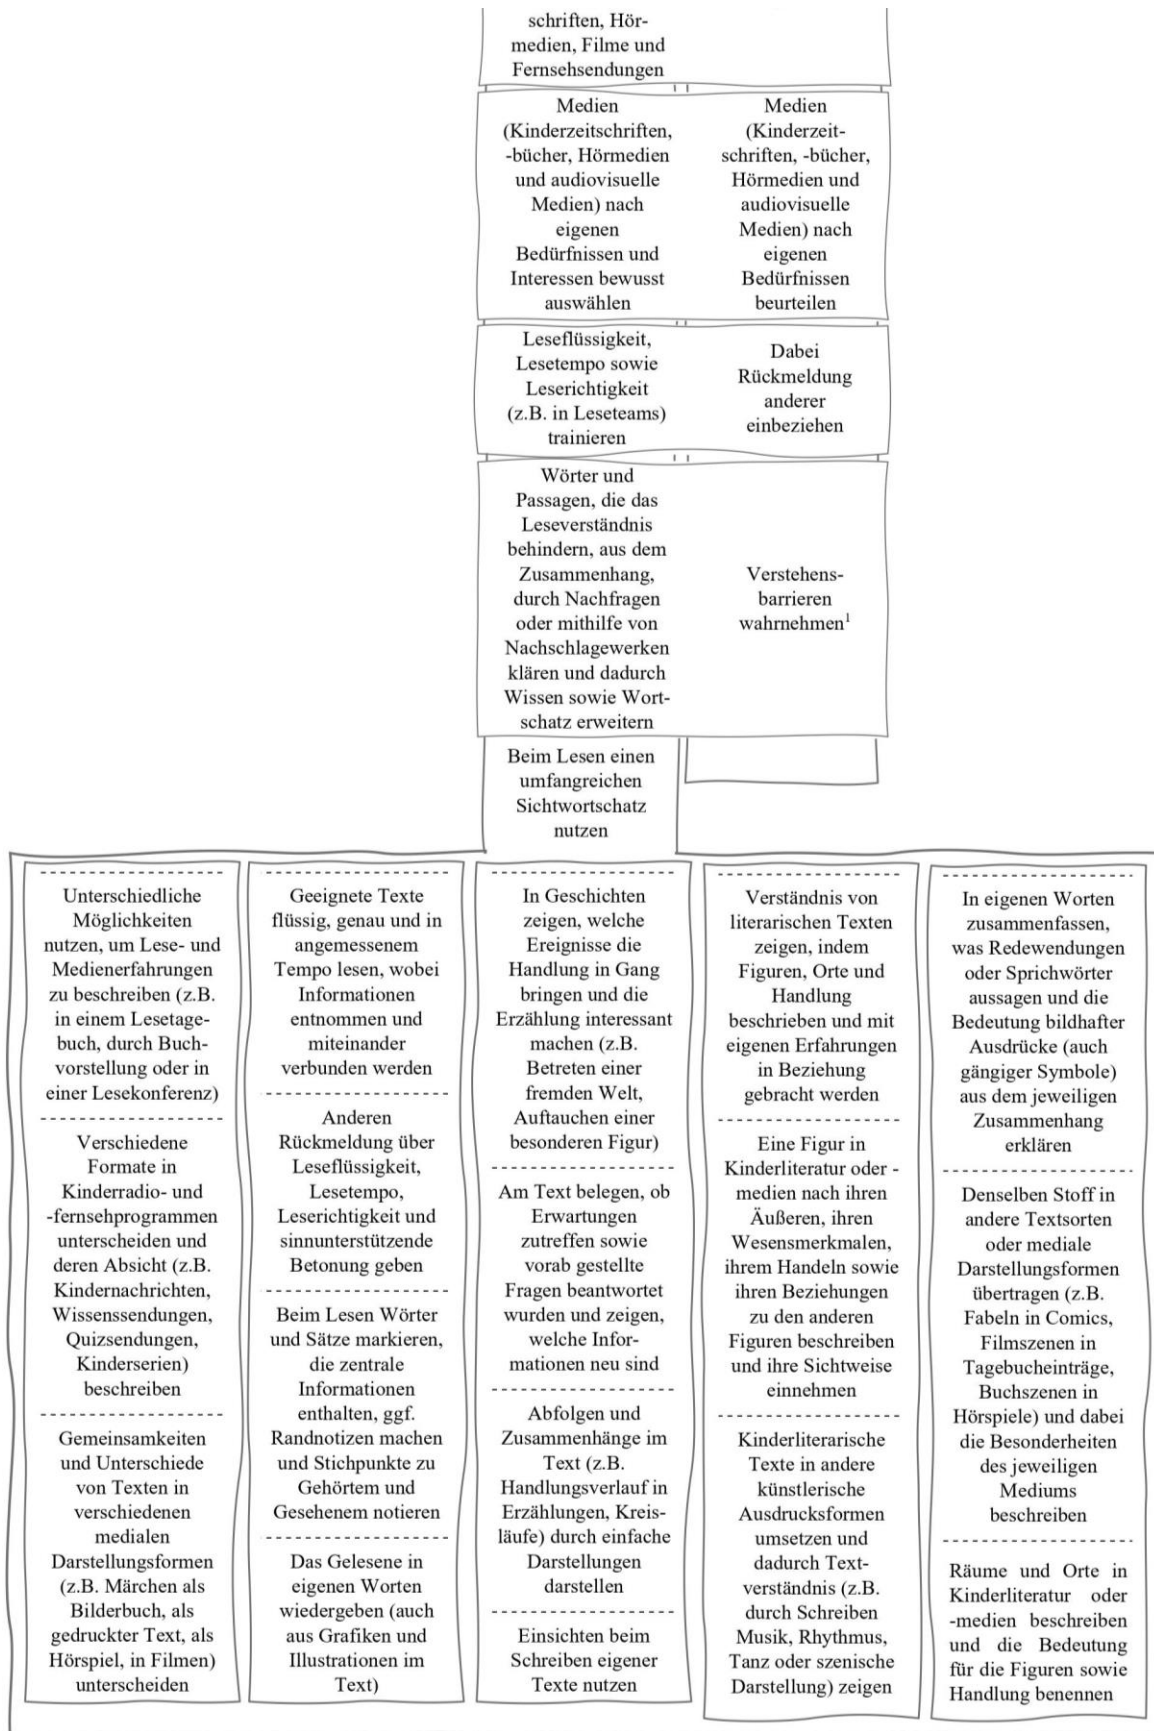 schriften, Hör-
medien, Filme und
Fernsehsendungen
Medien
(Kinderzeitschriften,
-bücher, Hörmedien
und audiovisuelle
Medien) nach
eigenen
Bedürfnissen und
Interessen bewusst
auswählen
Medien
(Kinderzeit-
schriften, -bücher,
Hörmedien und
audiovisuelle
Medien) nach
eigenen
Bedürfnissen
beurteilen
Leseflüssigkeit,
Lesetempo sowie
Leserichtigkeit
(z.B. in Leseteams)
trainieren
Dabei
Rückmeldung
anderer
einbeziehen
Wörter und
Passagen, die das
Leseverständnis
behindern, aus dem
Zusammenhang,
durch Nachfragen
oder mithilfe von
Nachschlagewerken
klären und dadurch
Wissen sowie Wort-
schatz erweitern
Verstehens-
barrieren
wahrnehmen¹
Beim Lesen einen
umfangreichen
Sichtwortschatz
nutzen
Unterschiedliche
Möglichkeiten
nutzen, um Lese- und
Medienerfahrungen
zu beschreiben (z.B.
in einem Lesetage-
buch, durch Buch-
vorstellung oder in
einer Lesekonferenz)
Verschiedene
Formate in
Kinderradio- und
-fernsehprogrammen
unterscheiden und
deren Absicht (z.B.
Kindernachrichten,
Wissenssendungen,
Quizsendungen,
Kinderserien)
beschreiben
Gemeinsamkeiten
und Unterschiede
von Texten in
verschiedenen
medialen
Darstellungsformen
(z.B. Märchen als
Bilderbuch, als
gedruckter Text, als
Hörspiel, in Filmen)
unterscheiden
Geeignete Texte
flüssig, genau und in
angemessenem
Tempo lesen, wobei
Informationen
entnommen und
miteinander
verbunden werden
Anderen
Rückmeldung über
Leseflüssigkeit,
Lesetempo,
Leserichtigkeit und
sinnunterstützende
Betonung geben
Beim Lesen Wörter
und Sätze markieren,
die zentrale
Informationen
enthalten, ggf.
Randnotizen machen
und Stichpunkte zu
Gehörtem und
Gesehenem notieren
Das Gelesene in
eigenen Worten
wiedergeben (auch
aus Grafiken und
Illustrationen im
Text)
In Geschichten
zeigen, welche
Ereignisse die
Handlung in Gang
bringen und die
Erzählung interessant
machen (z.B.
Betreten einer
fremden Welt,
Auftauchen einer
besonderen Figur)
Am Text belegen, ob
Erwartungen
zutreffen sowie
vorab gestellte
Fragen beantwortet
wurden und zeigen,
welche Infor-
mationen neu sind
Abfolgen und
Zusammenhänge im
Text (z.B.
Handlungsverlauf in
Erzählungen, Kreis-
läufe) durch einfache
Darstellungen
darstellen
Einsichten beim
Schreiben eigener
Texte nutzen
Verständnis von
literarischen Texten
zeigen, indem
Figuren, Orte und
Handlung
beschrieben und mit
eigenen Erfahrungen
in Beziehung
gebracht werden
Eine Figur in
Kinderliteratur oder -
medien nach ihren
Äußeren, ihren
Wesensmerkmalen,
ihrem Handeln sowie
ihren Beziehungen
zu den anderen
Figuren beschreiben
und ihre Sichtweise
einnehmen
Kinderliterarische
Texte in andere
künstlerische
Ausdrucksformen
umsetzen und
dadurch Text-
verständnis (z.B.
durch Schreiben
Musik, Rhythmus,
Tanz oder szenische
Darstellung) zeigen
In eigenen Worten
zusammenfassen,
was Redewendungen
oder Sprichwörter
aussagen und die
Bedeutung bildhafter
Ausdrücke (auch
gängiger Symbole)
aus dem jeweiligen
Zusammenhang
erklären
Denselben Stoff in
andere Textsorten
oder mediale
Darstellungsformen
übertragen (z.B.
Fabeln in Comics,
Filmszenen in
Tagebucheinträge,
Buchszenen in
Hörspiele) und dabei
die Besonderheiten
des jeweiligen
Mediums
beschreiben
Räume und Orte in
Kinderliteratur oder
-medien beschreiben
und die Bedeutung
für die Figuren sowie
Handlung benennen